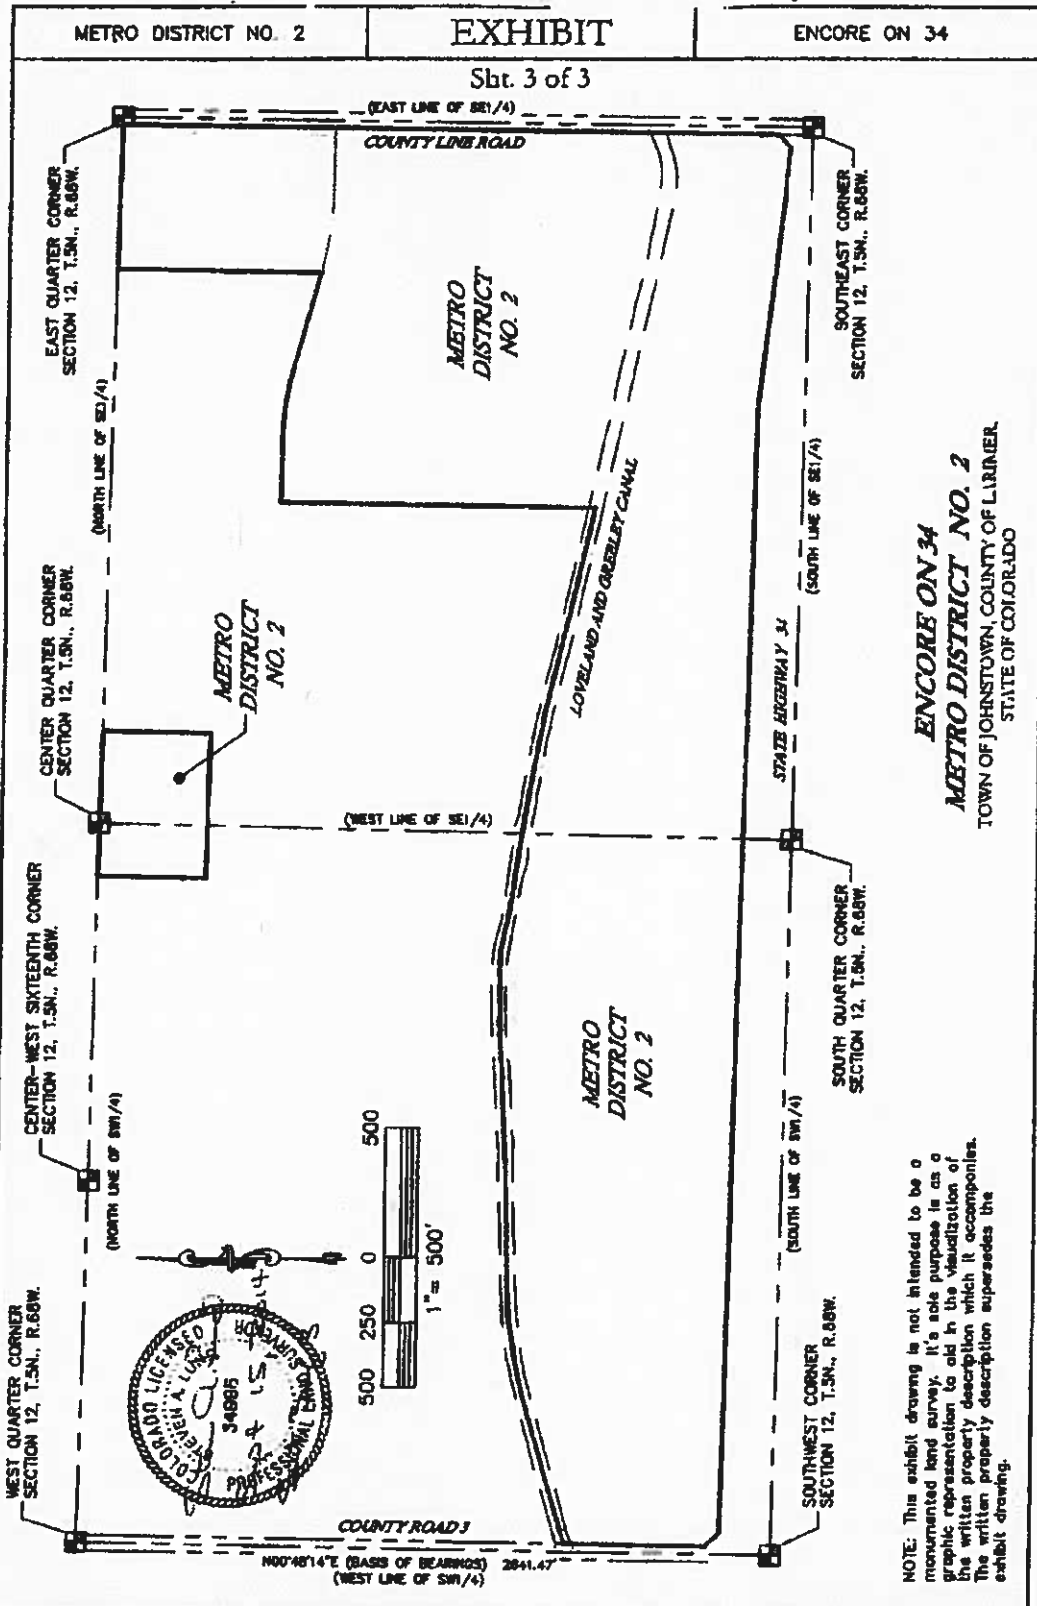 METRO DISTRICT NO. 2
EXHIBIT
ENCORE ON 34
Sht. 3 of 3
(EAST LINE OF SE1/4)
COUNTY LINE ROAD
EAST QUARTER CORNER
SECTION 12, T.5N., R.68W.
SOUTHEAST CORNER
SECTION 12, T.5N., R.68W.
METRO
DISTRICT
NO. 2
(NORTH LINE OF SE1/4)
LOVELAND AND GREELEY CANAL
(SOUTH LINE OF SE1/4)
CENTER QUARTER CORNER
SECTION 12, T.5N., R.68W.
METRO
DISTRICT
NO. 2
STATE HIGHWAY 34
(WEST LINE OF SE1/4)
ENCORE ON 34
METRO DISTRICT NO. 2
TOWN OF JOHNSTOWN, COUNTY OF LARIMER,
STATE OF COLORADO
CENTER-WEST SIXTEENTH CORNER
SECTION 12, T.5N., R.68W.
SOUTH QUARTER CORNER
SECTION 12, T.5N., R.68W.
METRO
DISTRICT
NO. 2
(NORTH LINE OF SW1/4)
(SOUTH LINE OF SW1/4)
500 250 0 500
1"= 500'
WEST QUARTER CORNER
SECTION 12, T.5N., R.68W.
COLORADO LICENSED
STEVEN A. LUND
34995
PROFESSIONAL LAND SURVEYOR
SOUTHWEST CORNER
SECTION 12, T.5N., R.68W.
COUNTY ROAD 3
N00°48'14"E (BASIS OF BEARINGS) 2641.47'
(WEST LINE OF SW1/4)
NOTE: This exhibit drawing is not intended to be a
monumented land survey. It's sole purpose is as a
graphic representation to aid in the visualization of
the written property description which it accompanies.
The written property description supersedes the
exhibit drawing.